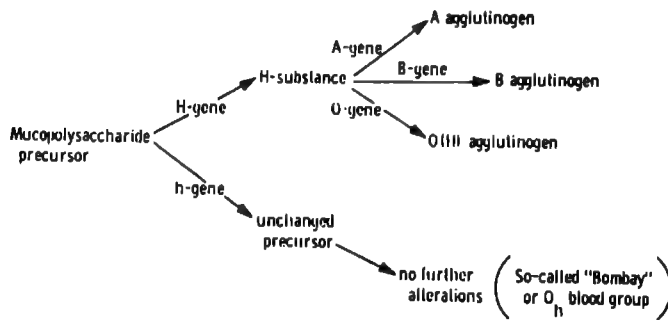 A agglutinogen
A-gene
H-substance
B-gene
B agglutinogen
O-gene
H-gene
O(H) agglutinogen
Mucopolysaccharide
precursor
h-gene
unchanged
precursor
no further
alterations
So-called "Bombay"
or Oh blood group